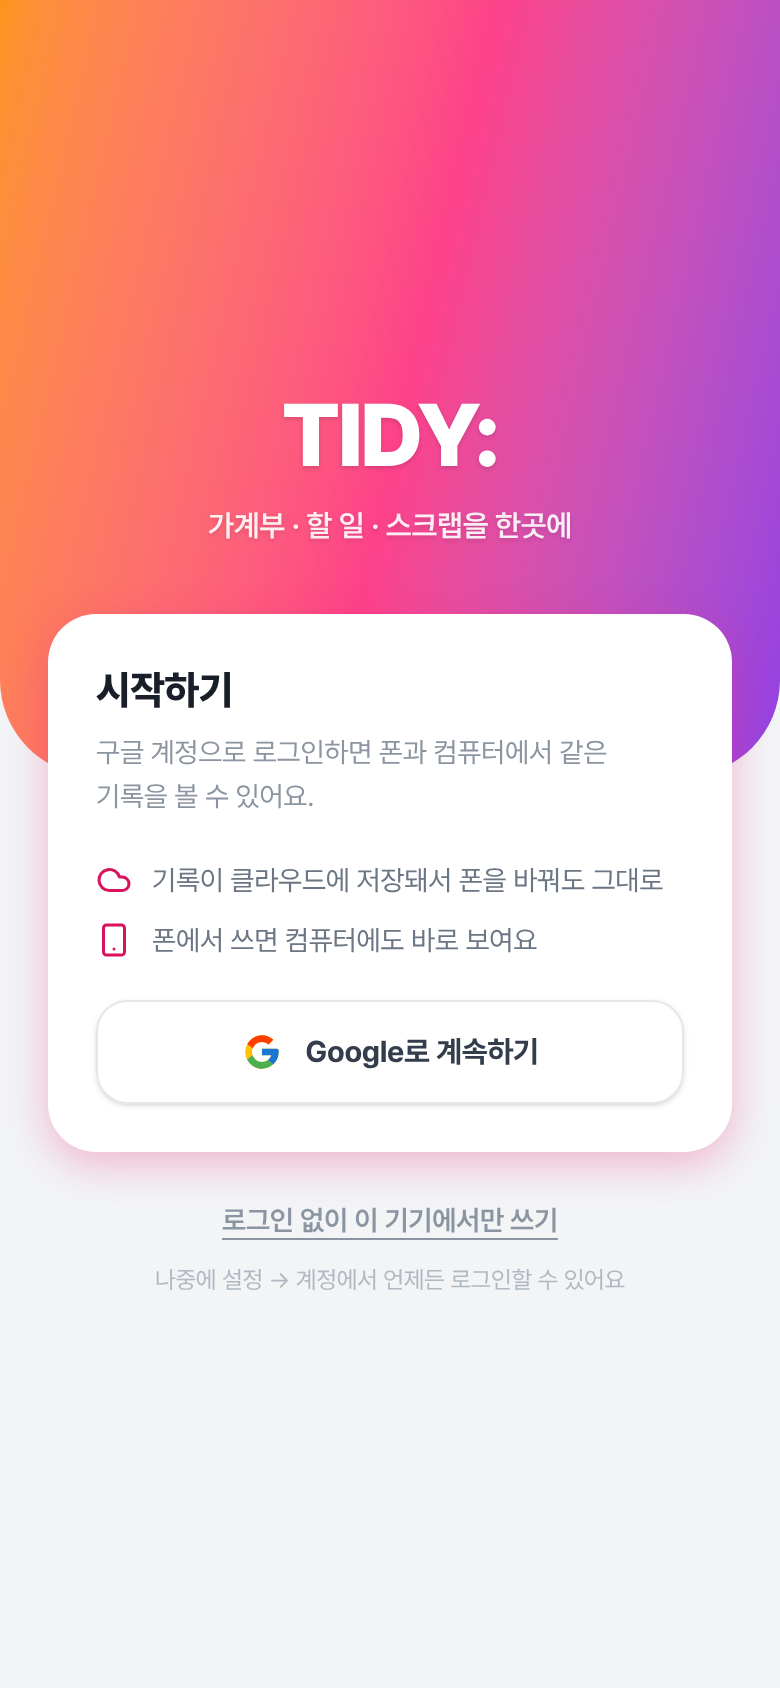 TIDY:
가계부 · 할 일 · 스크랩을 한곳에
시작하기
구글 계정으로 로그인하면 폰과 컴퓨터에서 같은
기록을 볼 수 있어요.
기록이 클라우드에 저장돼서 폰을 바꿔도 그대로
폰에서 쓰면 컴퓨터에도 바로 보여요
Google로 계속하기
로그인 없이 이 기기에서만 쓰기
나중에 설정 → 계정에서 언제든 로그인할 수 있어요